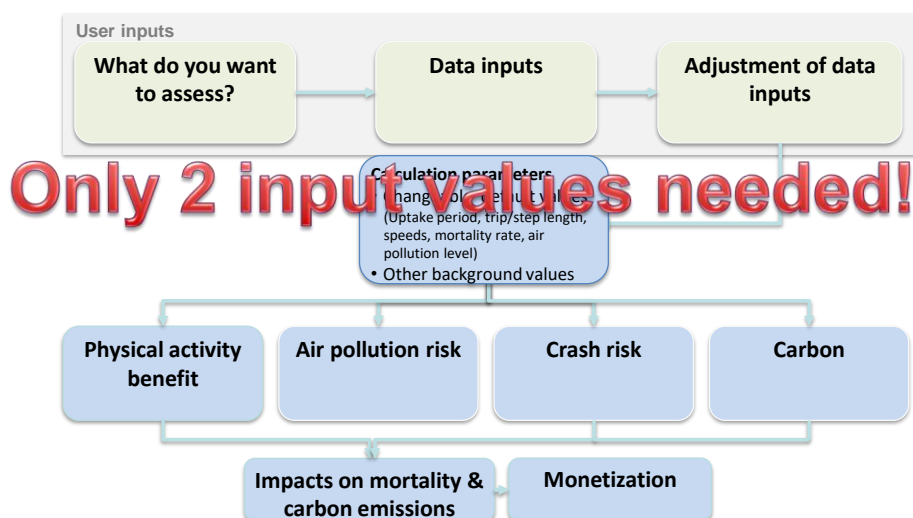 User inputs
What do you want
to assess?
Data inputs
Adjustment of data
inputs
Only 2 input values needed!
Calculation parameters
(Uptake period, trip/step length,
speeds, mortality rate, air
pollution level)
• Other background values
Physical activity
benefit
Air pollution risk
Crash risk
Carbon
Impacts on mortality &
carbon emissions
Monetization